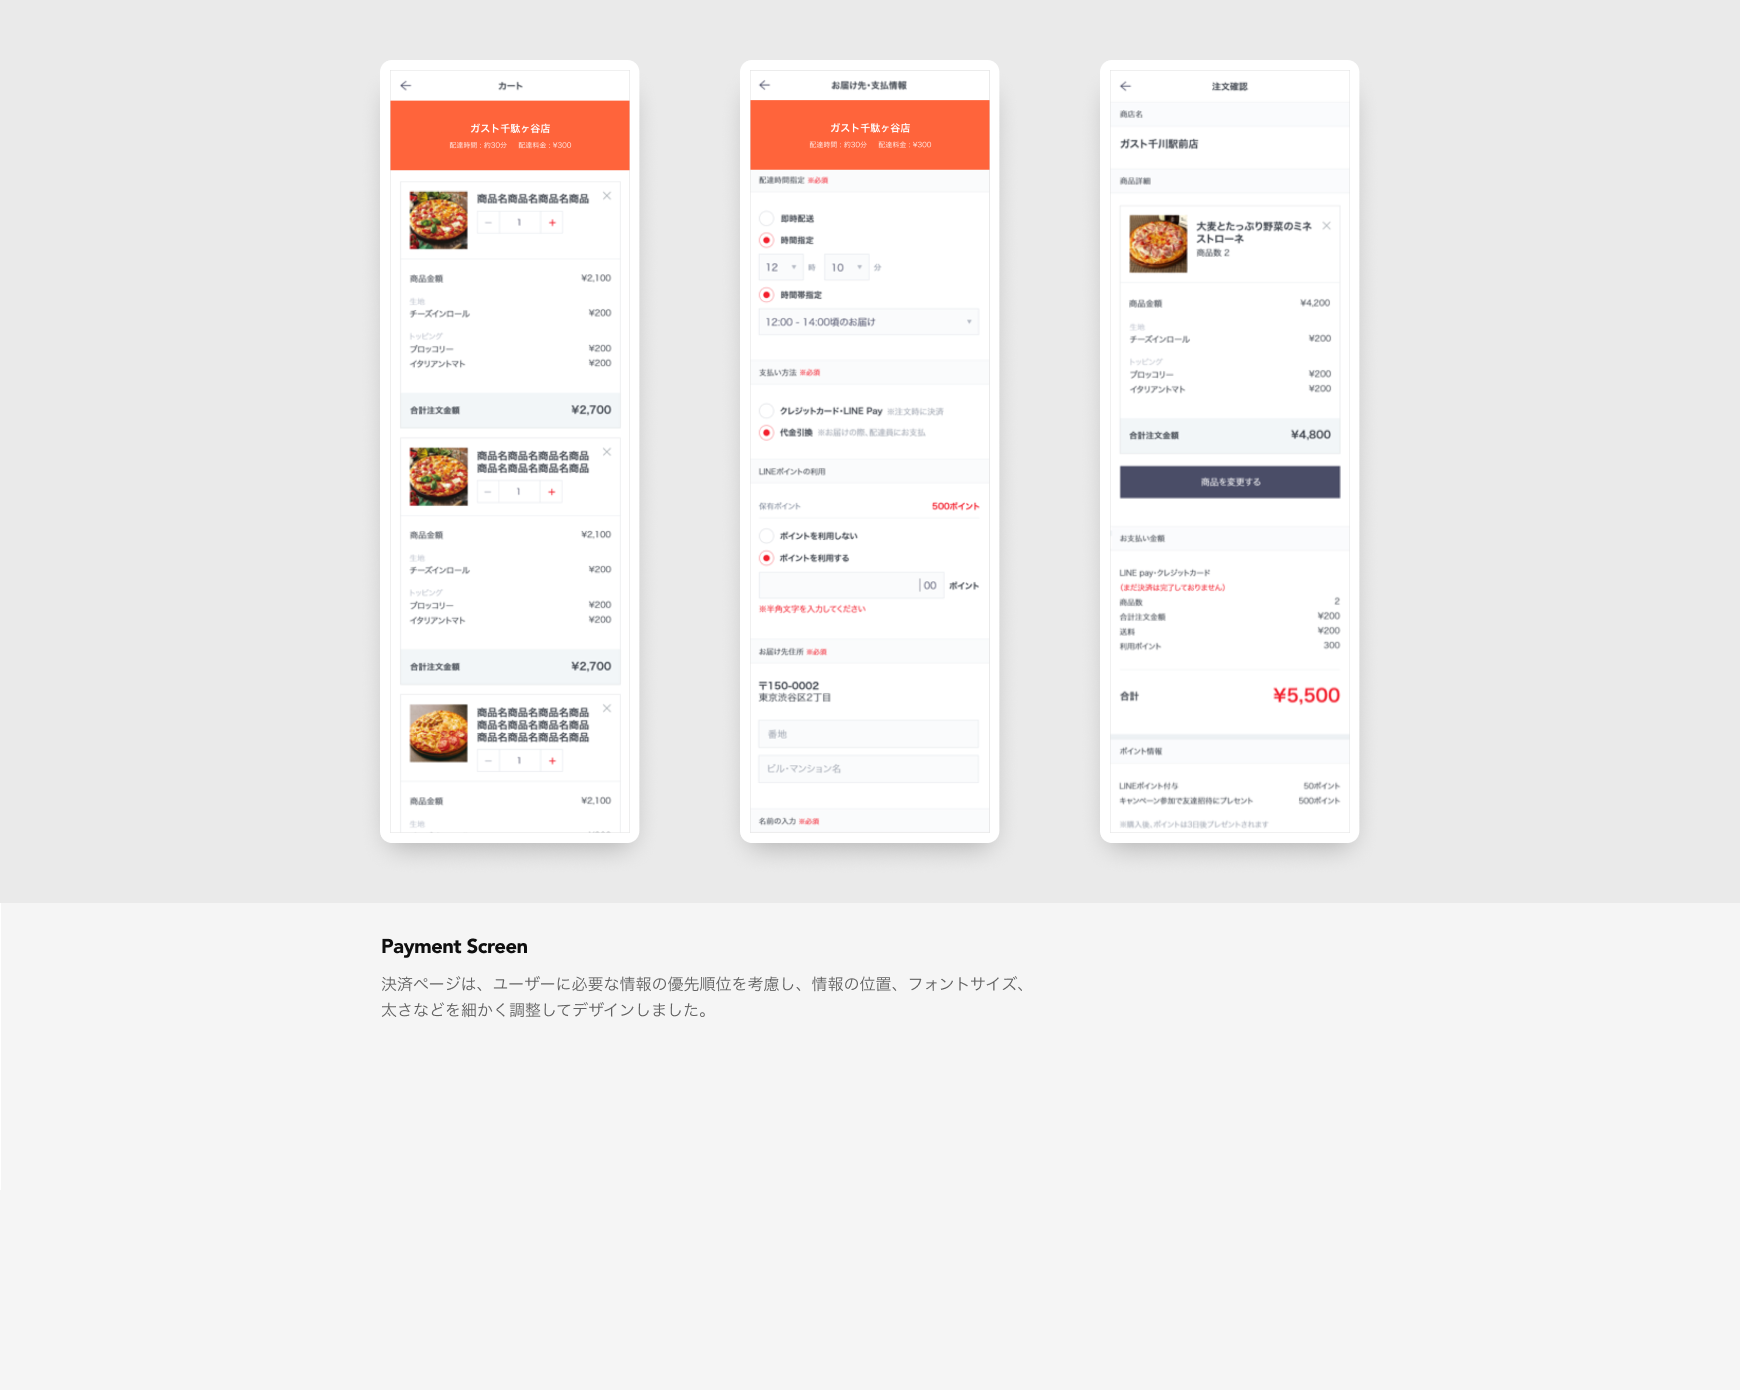 カート
ガスト千駄ヶ谷店
配達時間 : 約30分 配達料金 : ¥300
商品名商品名商品名商品
− 1 +
商品金額 ¥2,100
生地
チーズインロール ¥200
トッピング
ブロッコリー ¥200
イタリアントマト ¥200
合計注文金額 ¥2,700
商品名商品名商品名商品
商品名商品名商品名商品
− 1 +
商品金額 ¥2,100
生地
チーズインロール ¥200
トッピング
ブロッコリー ¥200
イタリアントマト ¥200
合計注文金額 ¥2,700
商品名商品名商品名商品
商品名商品名商品名商品
商品名商品名商品名商品
− 1 +
商品金額 ¥2,100
生地
お届け先・支払情報
ガスト千駄ヶ谷店
配達時間 : 約30分 配達料金 : ¥300
配達時間指定 ※必須
即時配送
時間指定
12 時 10 分
時間帯指定
12:00 - 14:00頃のお届け
支払い方法 ※必須
クレジットカード・LINE Pay ※注文時に決済
代金引換 ※お届けの際、配達員にお支払
LINEポイントの利用
保有ポイント 500ポイント
ポイントを利用しない
ポイントを利用する
00 ポイント
※半角文字を入力してください
お届け先住所 ※必須
〒150-0002
東京渋谷区2丁目
番地
ビル・マンション名
名前の入力 ※必須
注文確認
商店名
ガスト千川駅前店
商品詳細
大麦とたっぷり野菜のミネ
ストローネ
商品数 2
商品金額 ¥4,200
生地
チーズインロール ¥200
トッピング
ブロッコリー ¥200
イタリアントマト ¥200
合計注文金額 ¥4,800
商品を変更する
お支払い金額
LINE pay・クレジットカード
(まだ決済は完了しておりません)
商品数 2
合計注文金額 ¥200
送料 ¥200
利用ポイント 300
合計 ¥5,500
ポイント情報
LINEポイント付与 50ポイント
キャンペーン参加で友達招待にプレゼント 500ポイント
※購入後、ポイントは3日後プレゼントされます
Payment Screen
決済ページは、ユーザーに必要な情報の優先順位を考慮し、情報の位置、フォントサイズ、
太さなどを細かく調整してデザインしました。